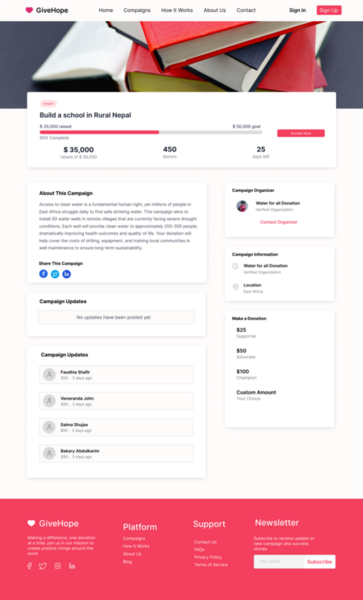 GiveHope
Home Campaigns How It Works About Us Contact Sign in Sign Up
Build a school in Rural Nepal
$ 35,000 raised $ 50,000 goal
Donate Now
50% Complete
$ 35,000 450 25
raised of $ 50,000 donors days left
About This Campaign
Access to clean water is a fundamental human right, yet millions of people in
East Africa struggle daily to find safe drinking water. This campaign aims to
install 50 water wells in remote villages that are currently facing severe drought
conditions. Each well will provide clean water to approximately 200-300 people,
dramatically improving health outcomes and quality of life. Your donation will
help cover the costs of drilling, equipment, and training local communities in
well maintenance to ensure long-term sustainability.
Share This Campaign
Campaign Updates
No updates have been posted yet
Campaign Updates
Faudhia Shafir
$50 . 3 days ago
Veneranda John
$50 . 3 days ago
Salma Shujaa
$50 . 3 days ago
Bakary Abdulkarim
$50 . 3 days ago
Campaign Organizer
Water for all Donation
Verified Organization
Contact Organizer
Campaign Information
Water for all Donation
Verified Organization
Location
East Africa
Make a Donation
$25
Supporter
$50
Advocate
$100
Champion
Custom Amount
Your Choice
GiveHope
Making a difference, one donation
at a time. Join us in our mission to
create positive change around the
word
Platform
Campaigns
How It Works
About Us
Blog
Support
Contact Us
FAQs
Privacy Policy
Terms of Service
Newsletter
Subscribe to receive update on
new campaign and success
stories
Your email Subscribe